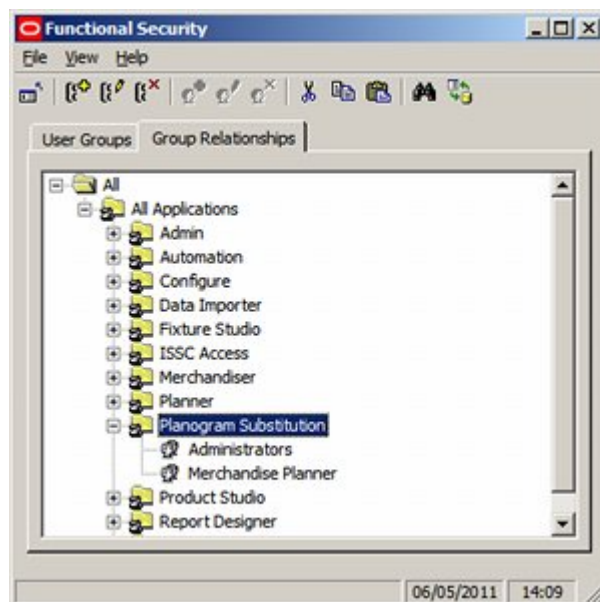 Functional Security
File View Help
User Groups Group Relationships
All
All Applications
Admin
Automation
Configure
Data Importer
Fixture Studio
ISSC Access
Merchandiser
Planner
Planogram Substitution
Administrators
Merchandise Planner
Product Studio
Report Designer
06/05/2011 14:09